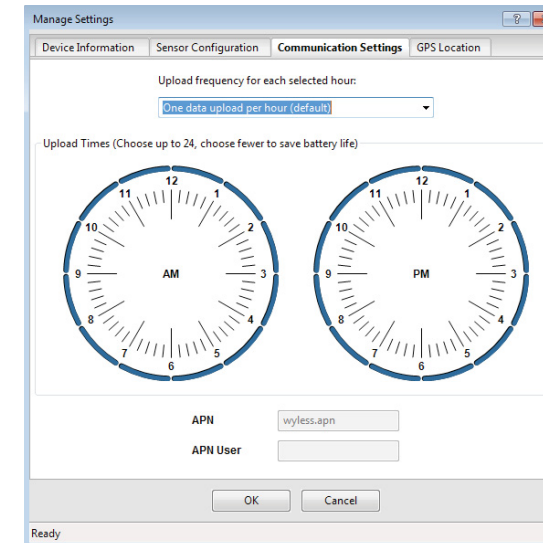 Manage Settings
?
Device Information Sensor Configuration Communication Settings GPS Location
Upload frequency for each selected hour:
One data upload per hour (default)
Upload Times (Choose up to 24, choose fewer to save battery life)
12
11 1
10 2
9 AM 3
8 4
7 5
6
12
11 1
10 2
9 PM 3
8 4
7 5
6
APN wyless.apn
APN User
OK Cancel
Ready